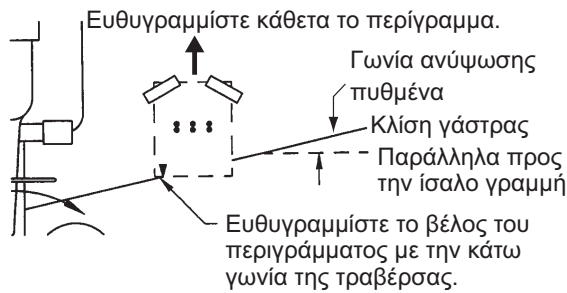 Ευθυγραμμίστε κάθετα το περίγραμμα.
Γωνία ανύψωσης
πυθμένα
Κλίση γάστρας
Παράλληλα προς
την ίσαλο γραμμή
Ευθυγραμμίστε το βέλος του
περιγράμματος με την κάτω
γωνία της τραβέρσας.